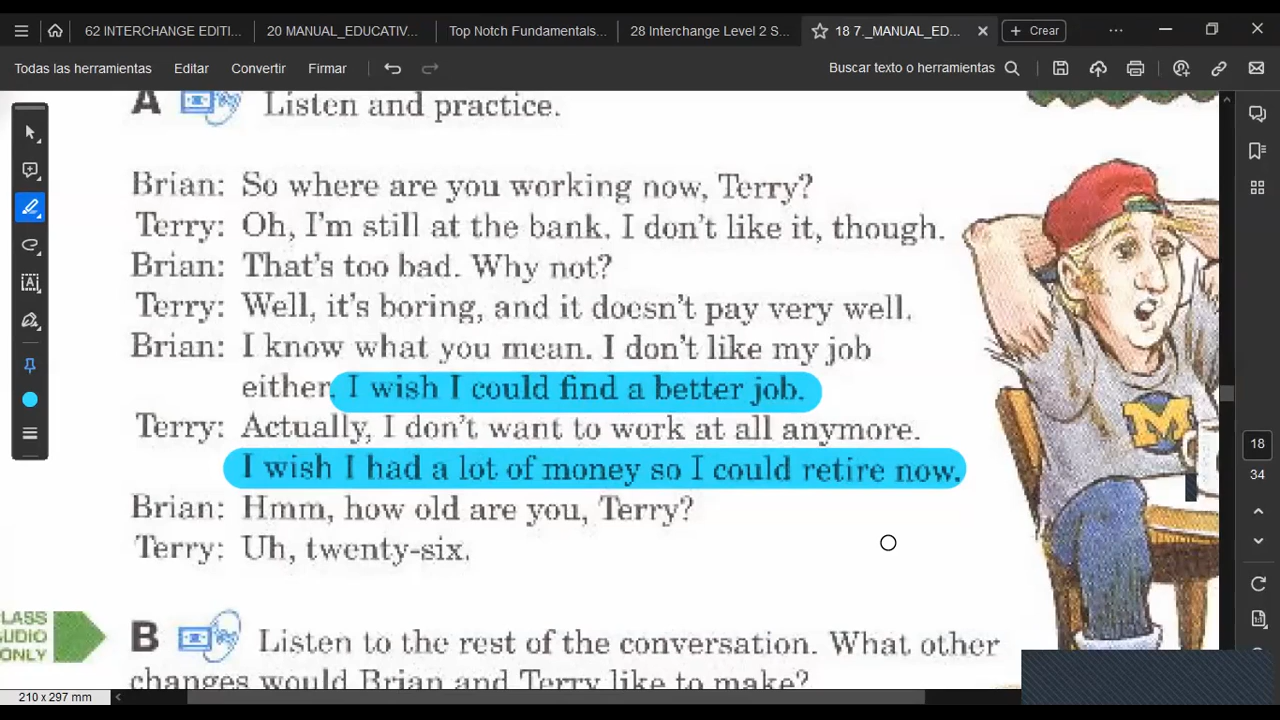 62 INTERCHANGE EDITI...
20 MANUAL_EDUCATIV...
Top Notch Fundamentals...
28 Interchange Level 2 S...
18 7._MANUAL_ED...
Crear
Todas las herramientas
Editar
Convertir
Firmar
Buscar texto o herramientas
A Listen and practice.
Brian: So where are you working now, Terry?
Terry: Oh, I'm still at the bank. I don't like it, though.
Brian: That's too bad. Why not?
Terry: Well, it's boring, and it doesn't pay very well.
Brian: I know what you mean. I don't like my job
either. I wish I could find a better job.
Terry: Actually, I don't want to work at all anymore.
I wish I had a lot of money so I could retire now.
Brian: Hmm, how old are you, Terry?
Terry: Uh, twenty-six.
LASS
AUDIO
ONLY
B Listen to the rest of the conversation. What other
changes would Brian and Terry like to make?
M
18
34
210 x 297 mm